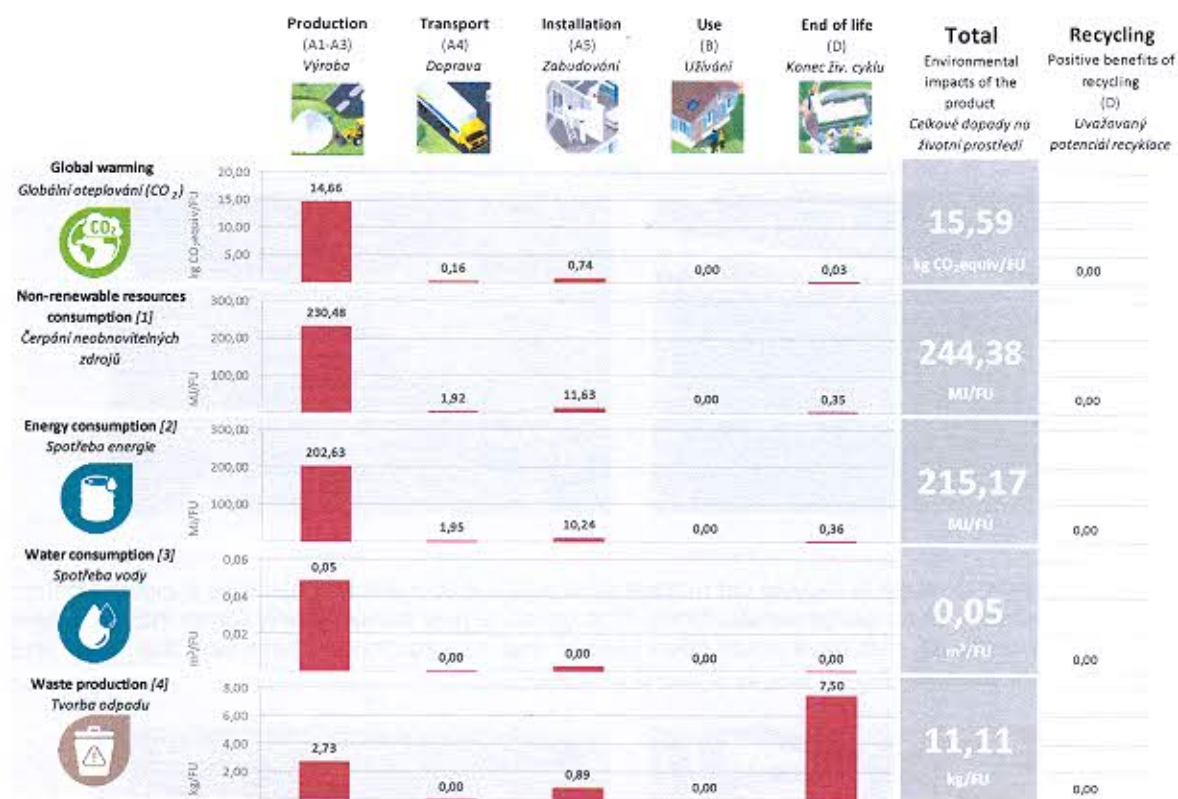 Production
(A1-A3)
Výroba
Transport
(A4)
Doprava
Installation
(A5)
Zabudování
Use
(B)
Užívání
End of life
(D)
Konec živ. cyklu
Total
Environmental
impacts of the
product
Celkové dopady na
životní prostředí
Recycling
Positive benefits of
recycling
(D)
Uvažovaný
potenciál recyklace
Global warming
Globální oteplování (CO₂)
CO₂
kg CO₂equiv/FU
20,00
15,00
10,00
5,00
14,66
0,16
0,74
0,00
0,03
15,59
kg CO₂equiv/FU
0,00
Non-renewable resources
consumption [1]
Čerpání neobnovitelných
zdrojů
MJ/FU
300,00
200,00
100,00
230,48
1,92
11,63
0,00
0,35
244,38
MJ/FU
0,00
Energy consumption [2]
Spotřeba energie
MJ/FU
300,00
200,00
100,00
202,63
1,95
10,24
0,00
0,36
215,17
MJ/FU
0,00
Water consumption [3]
Spotřeba vody
m³/FU
0,06
0,04
0,02
0,05
0,00
0,00
0,00
0,00
0,05
m³/FU
0,00
Waste production [4]
Tvorba odpadu
kg/FU
8,00
6,00
4,00
2,00
2,73
0,00
0,89
0,00
7,50
11,11
kg/FU
0,00